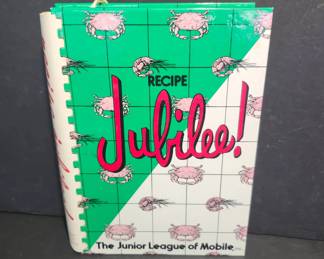 RECIPE
Jubilee!
The Junior League of Mobile